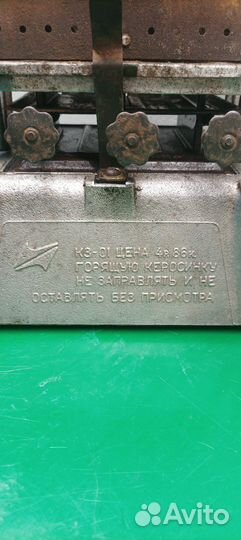 КЗ-01 ЦЕНА 4р.86к.
ГОРЯЩУЮ КЕРОСИНКУ
НЕ ЗАПРАВЛЯТЬ И НЕ
ОСТАВЛЯТЬ БЕЗ ПРИСМОТРА
Avito